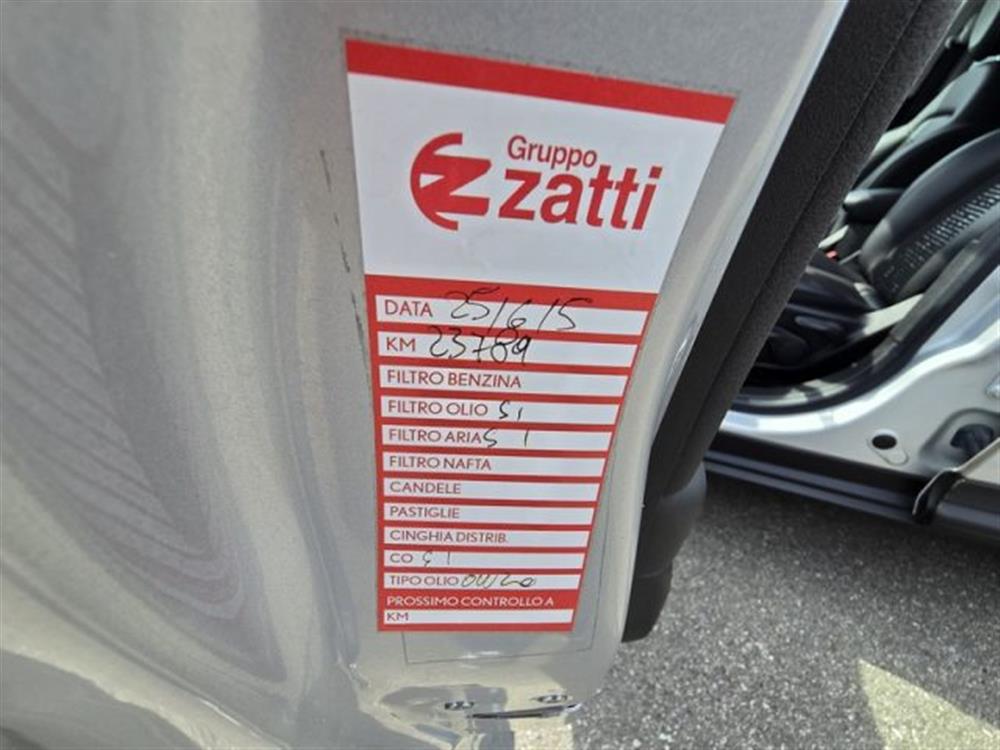 Gruppo
zatti
DATA 25/6/5
KM 23789
FILTRO BENZINA
FILTRO OLIO SI
FILTRO ARIA SI
FILTRO NAFTA
CANDELE
PASTIGLIE
CINGHIA DISTRIB.
CO SI
TIPO OLIO 0W20
PROSSIMO CONTROLLO A
KM